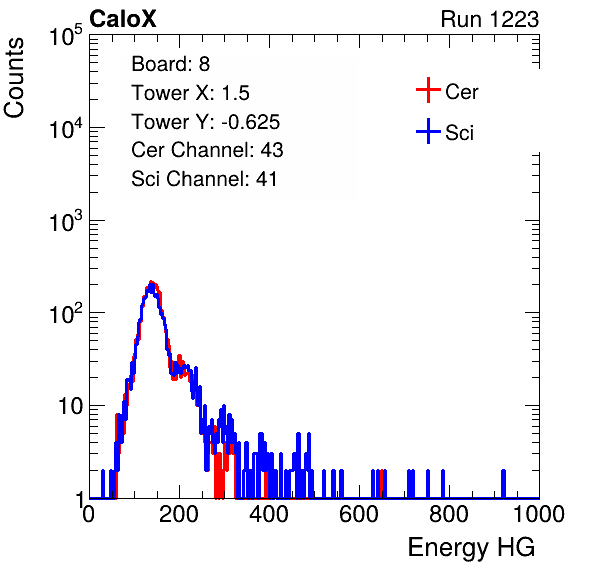 CaloX Run 1223
Counts
10^5
10^4
10^3
10^2
10
1
Board: 8
Tower X: 1.5
Tower Y: -0.625
Cer Channel: 43
Sci Channel: 41
Cer
Sci
0 200 400 600 800 1000
Energy HG